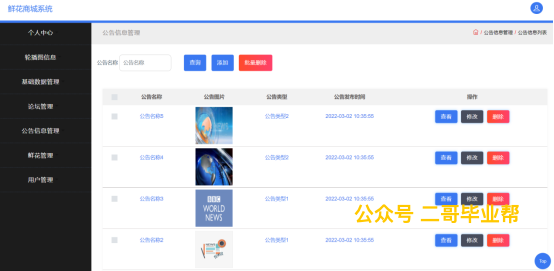 鲜花商城系统
个人中心
轮播图信息
基础数据管理
论坛管理
公告信息管理
鲜花管理
用户管理
公告信息管理
/ 公告信息管理 / 公告信息列表
公告名称 公告名称 查询 添加 批量删除
公告名称 公告图片 公告类型 公告发布时间 操作
公告名称5 公告类型2 2022-03-02 10:35:55 查看 修改 删除
公告名称4 公告类型2 2022-03-02 10:35:55 查看 修改 删除
公告名称3 BBC WORLD NEWS 公告类型1 2022-03-02 10:35:55 查看 修改 删除
公众号 二哥毕业帮
公告名称2 公告类型1 2022-03-02 10:35:55 查看 修改 删除
Top